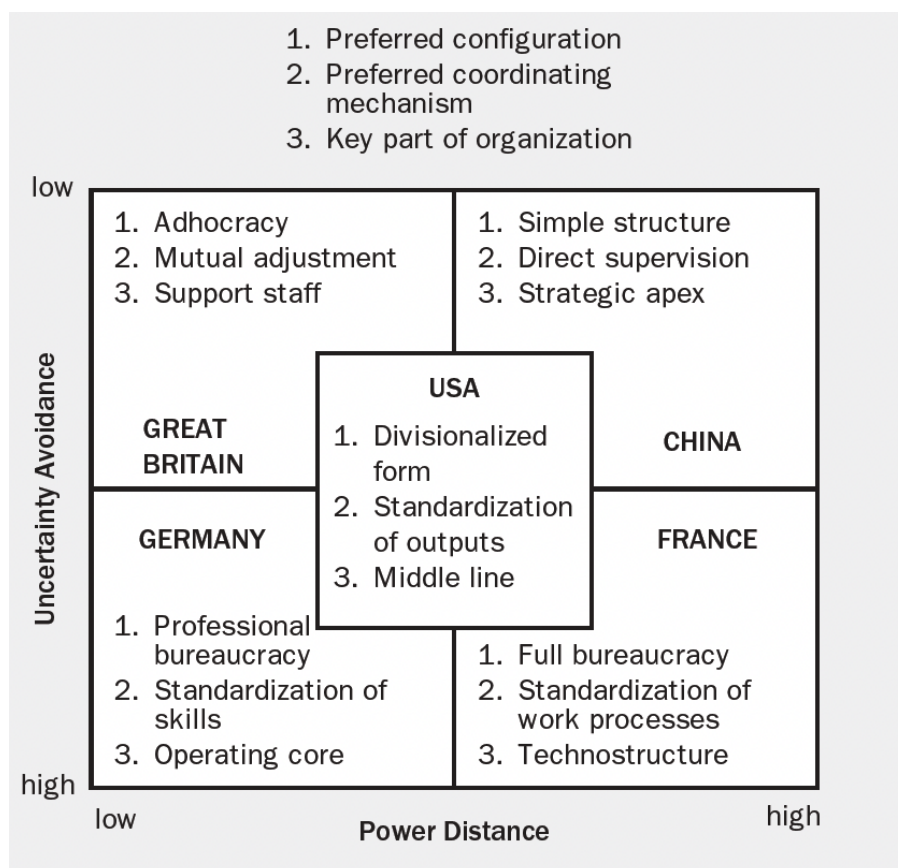 1. Preferred configuration
2. Preferred coordinating
mechanism
3. Key part of organization
low
1. Adhocracy
2. Mutual adjustment
3. Support staff
GREAT
BRITAIN
1. Simple structure
2. Direct supervision
3. Strategic apex
CHINA
USA
1. Divisionalized
form
2. Standardization
of outputs
3. Middle line
Uncertainty Avoidance
GERMANY
1. Professional
bureaucracy
2. Standardization of
skills
3. Operating core
FRANCE
1. Full bureaucracy
2. Standardization of
work processes
3. Technostructure
high
low
Power Distance
high